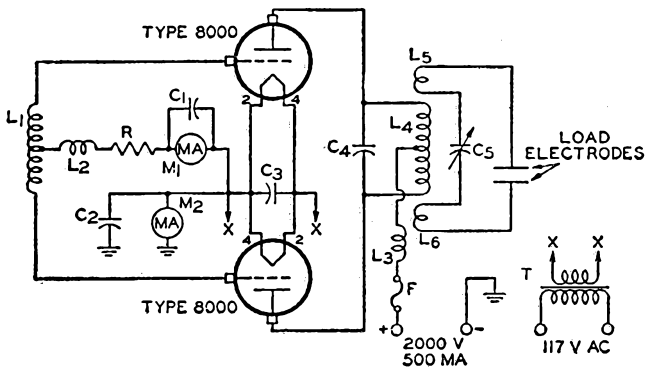 TYPE 8000
2 4
L5
L1
C1
L4
R
C4
C5
LOAD
ELECTRODES
L2
MA
M1
C3
M2
C2
MA
X
X
L6
4 2
L3
X X
T
F
TYPE 8000
+
-
2000 V
500 MA
117 V AC